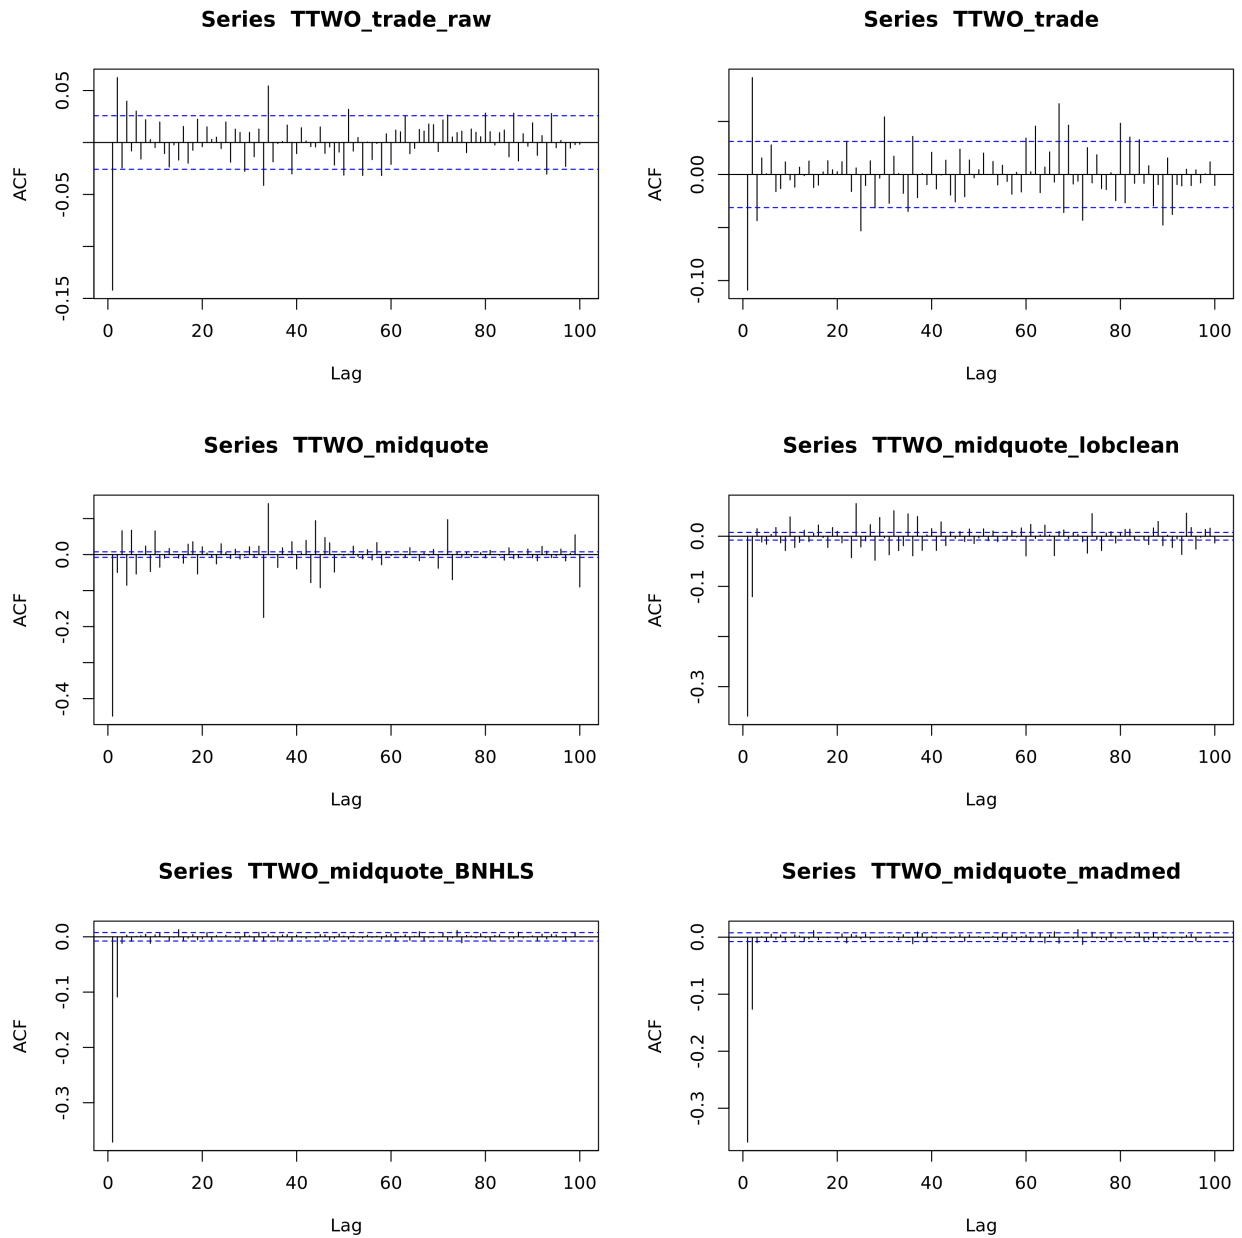 Series TTWO_trade_raw
ACF
0.05
-0.05
-0.15
0 20 40 60 80 100
Lag
Series TTWO_trade
ACF
0.00
-0.10
0 20 40 60 80 100
Lag
Series TTWO_midquote
ACF
0.0
-0.2
-0.4
0 20 40 60 80 100
Lag
Series TTWO_midquote_lobclean
ACF
0.0
-0.1
-0.3
0 20 40 60 80 100
Lag
Series TTWO_midquote_BNHLS
ACF
0.0
-0.1
-0.2
-0.3
0 20 40 60 80 100
Lag
Series TTWO_midquote_madmed
ACF
0.0
-0.1
-0.2
-0.3
0 20 40 60 80 100
Lag